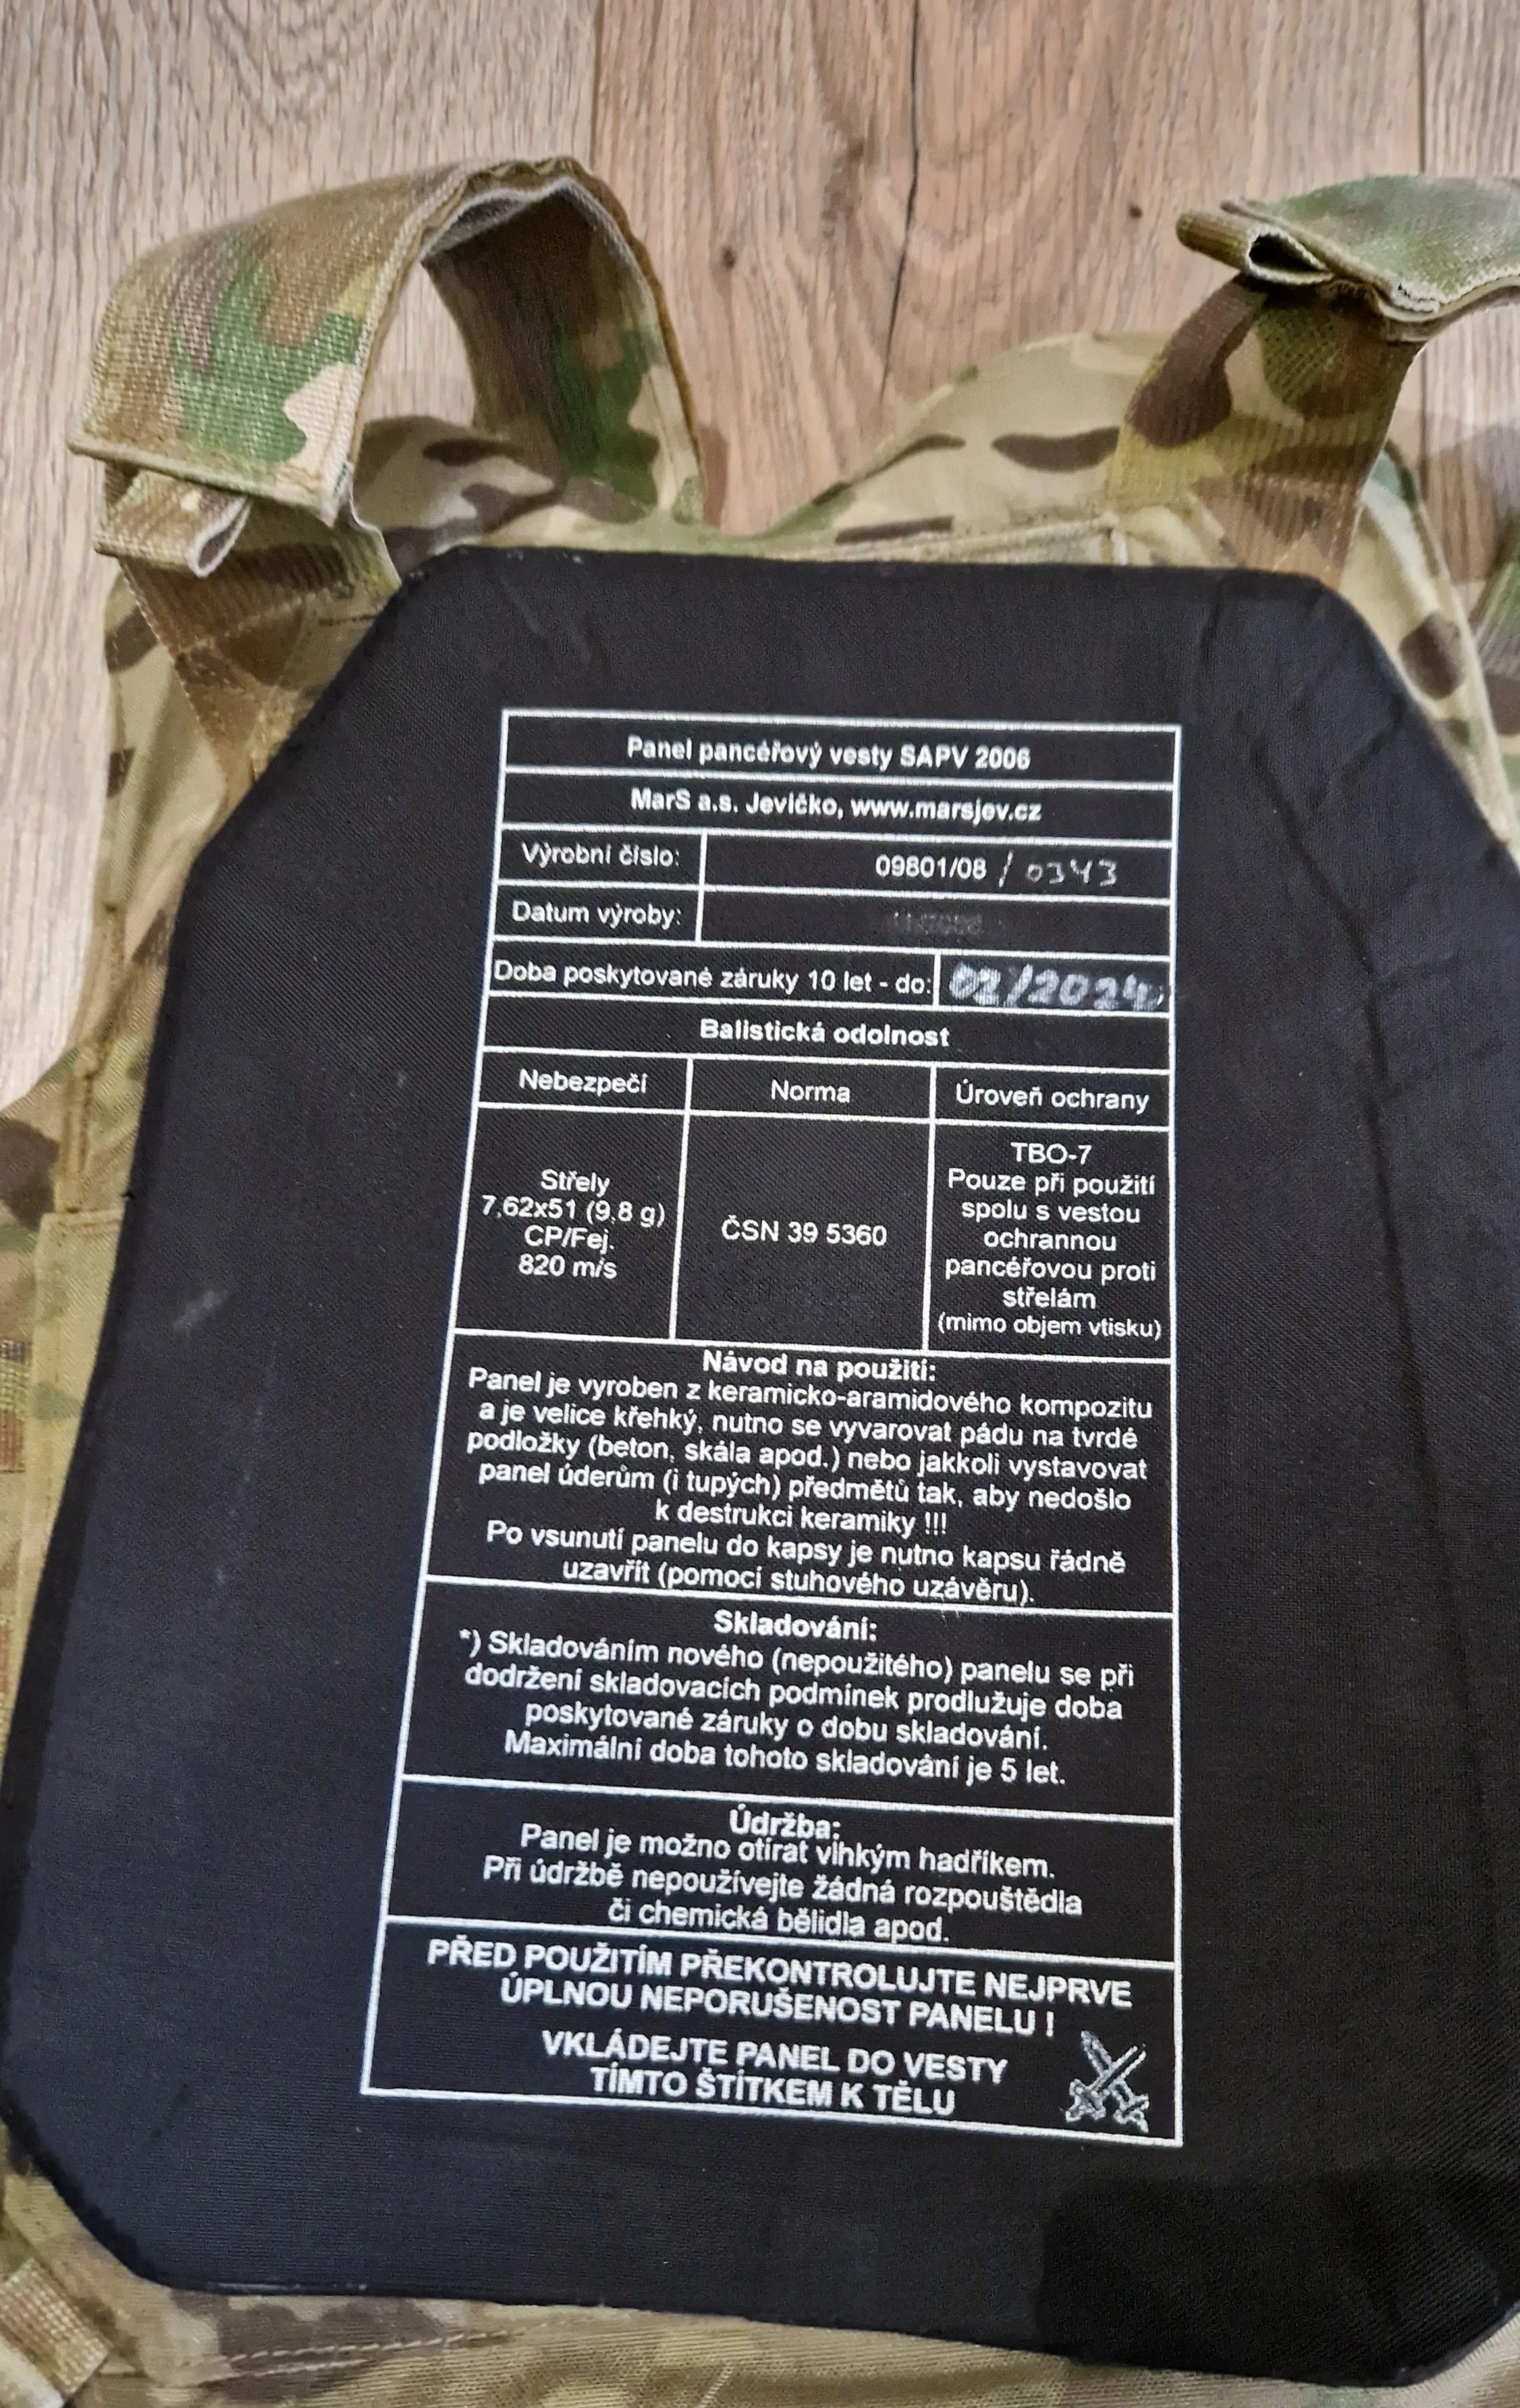 Panel pancéřový vesty SAPV 2006
MarS a.s. Jevíčko, www.marsjev.cz
Výrobní číslo: 09801/08 / 0343
Datum výroby:
Doba poskytované záruky 10 let - do: 02/2024
Balistická odolnost
Nebezpečí Norma Úroveň ochrany
Střely
7,62x51 (9,8 g)
CP/Fej.
820 m/s
ČSN 39 5360
TBO-7
Pouze při použití
spolu s vestou
ochrannou
pancéřovou proti
střelám
(mimo objem vtisku)
Návod na použití:
Panel je vyroben z keramicko-aramidového kompozitu
a je velice křehký, nutno se vyvarovat pádu na tvrdé
podložky (beton, skála apod.) nebo jakkoli vystavovat
panel úderům (i tupých) předmětů tak, aby nedošlo
k destrukci keramiky !!!
Po vsunutí panelu do kapsy je nutno kapsu řádně
uzavřít (pomocí stuhového uzávěru).
Skladování:
*) Skladováním nového (nepoužitého) panelu se při
dodržení skladovacích podmínek prodlužuje doba
poskytované záruky o dobu skladování.
Maximální doba tohoto skladování je 5 let.
Údržba:
Panel je možno otírat vlhkým hadříkem.
Při údržbě nepoužívejte žádná rozpouštědla
či chemická bělidla apod.
PŘED POUŽITÍM PŘEKONTROLUJTE NEJPRVE
ÚPLNOU NEPORUŠENOST PANELU !
VKLÁDEJTE PANEL DO VESTY
TÍMTO ŠTÍTKEM K TĚLU